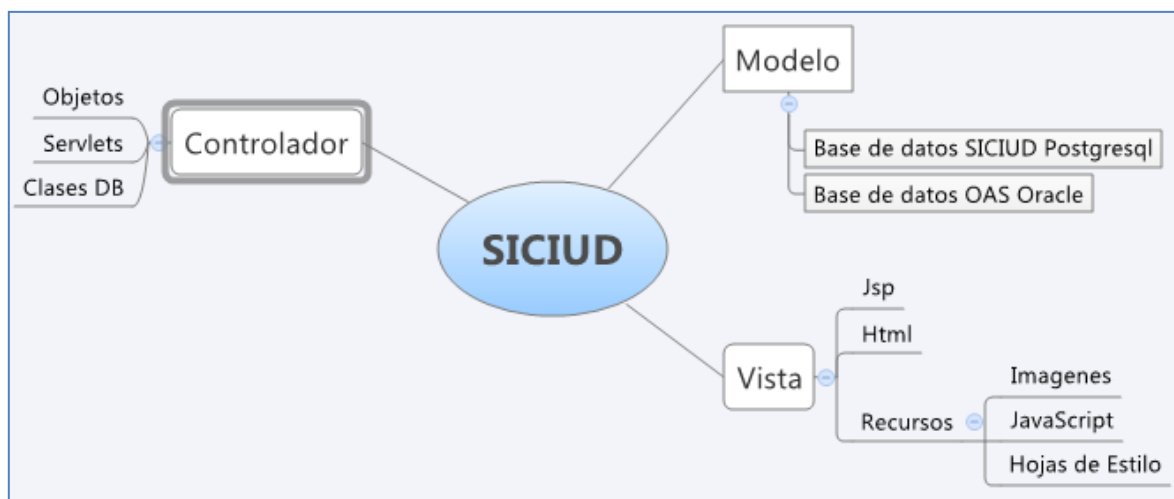 Objetos
Servlets
Clases DB
Controlador
SICIUD
Modelo
Base de datos SICIUD Postgresql
Base de datos OAS Oracle
Vista
Jsp
Html
Recursos
Imagenes
JavaScript
Hojas de Estilo